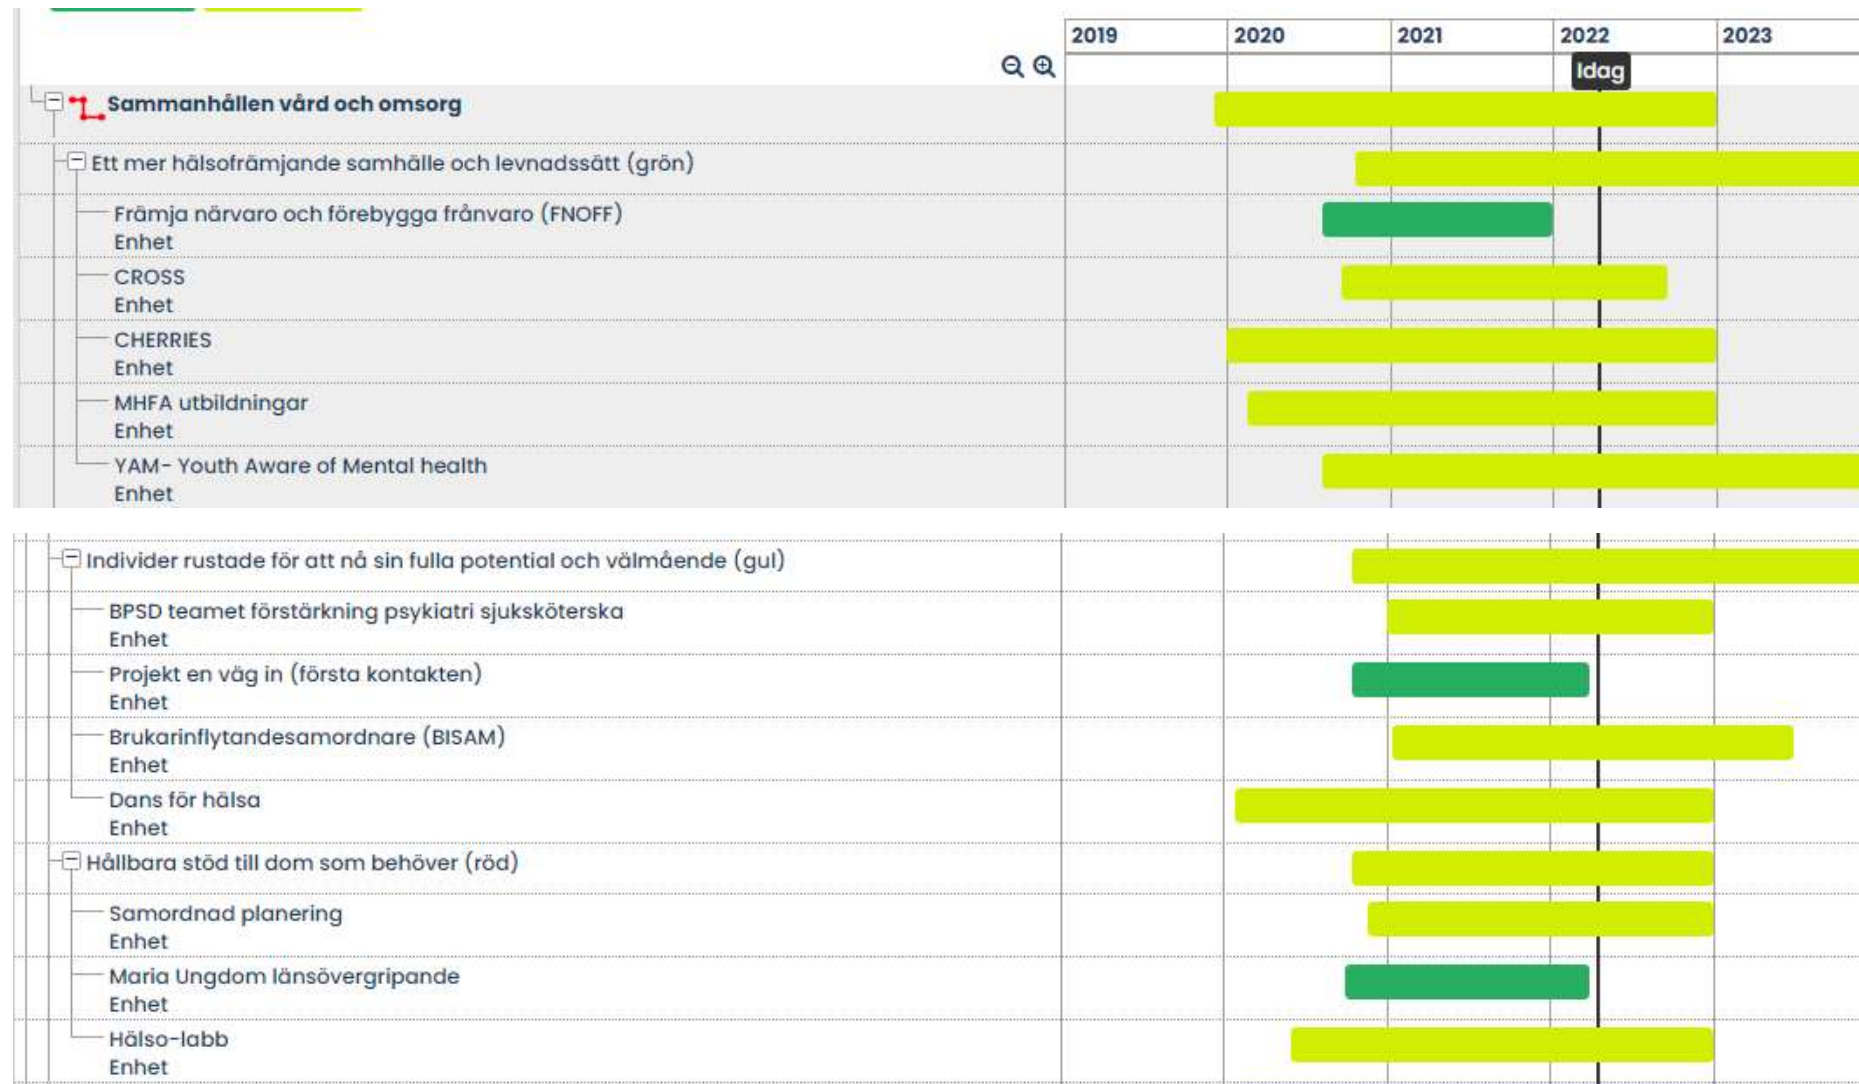 2019 2020 2021 2022 2023
Idag
Sammanhållen vård och omsorg
Ett mer hälsofrämjande samhälle och levnadssätt (grön)
Främja närvaro och förebygga frånvaro (FNOFF)
Enhet
CROSS
Enhet
CHERRIES
Enhet
MHFA utbildningar
Enhet
YAM- Youth Aware of Mental health
Enhet
Individer rustade för att nå sin fulla potential och välmående (gul)
BPSD teamet förstärkning psykiatri sjuksköterska
Enhet
Projekt en väg in (första kontakten)
Enhet
Brukarinflytandesamordnare (BISAM)
Enhet
Dans för hälsa
Enhet
Hållbara stöd till dom som behöver (röd)
Samordnad planering
Enhet
Maria Ungdom länsövergripande
Enhet
Hälso-labb
Enhet